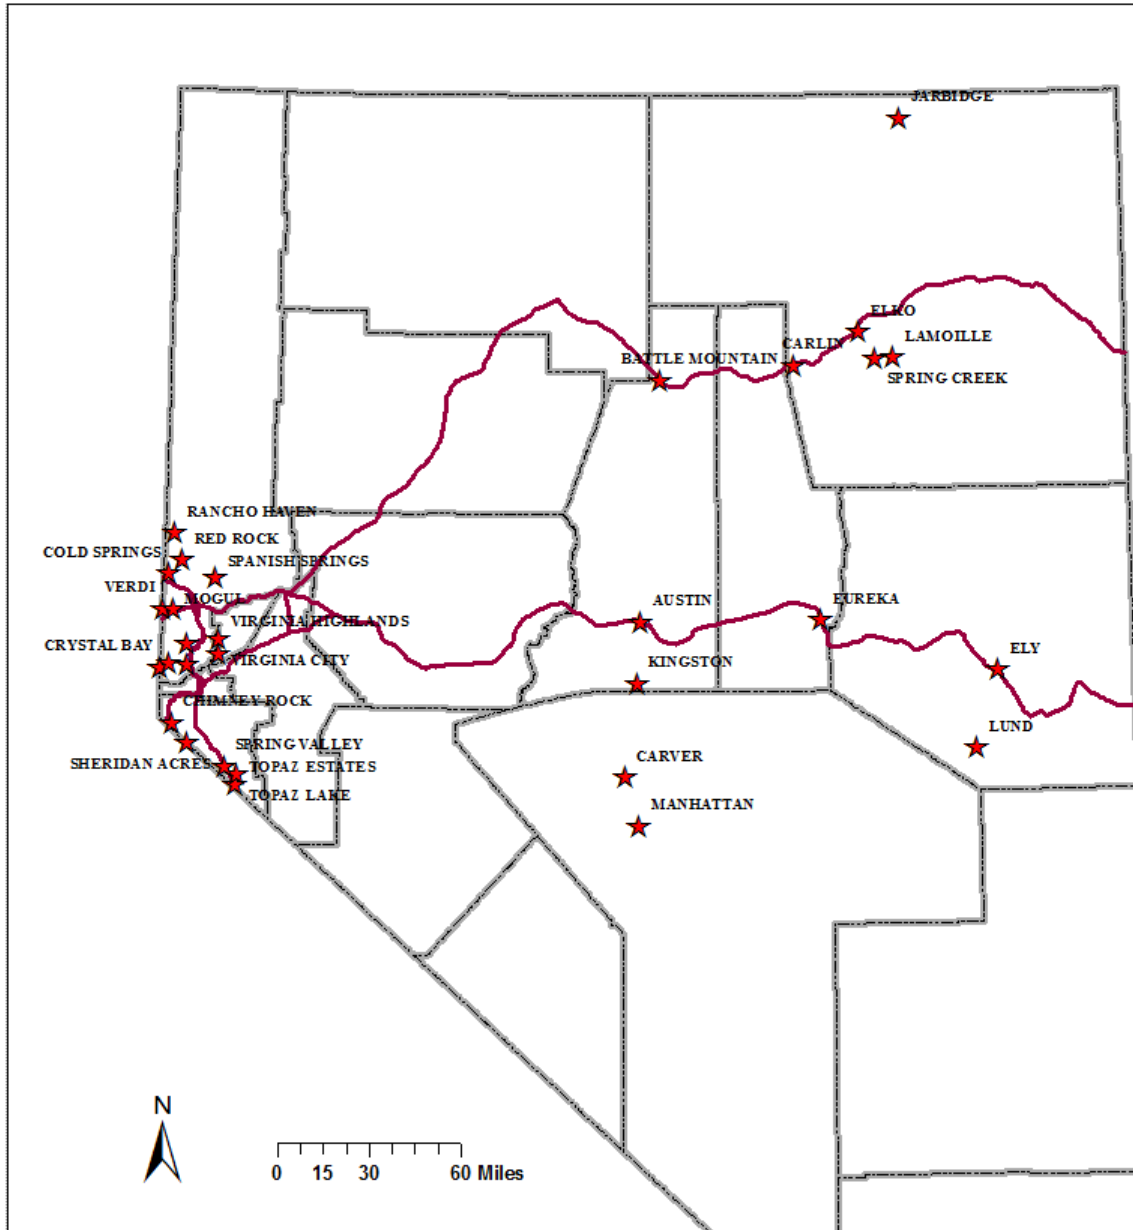 JARBIDGE
ELKO
CARLIN
LAMOILLE
BATTLE MOUNTAIN
SPRING CREEK
RANCHO HAVEN
RED ROCK
COLD SPRINGS
SPANISH SPRINGS
VERDI
MOGUL
AUSTIN
EUREKA
VIRGINIA HIGHLANDS
CRYSTAL BAY
VIRGINIA CITY
KINGSTON
ELY
CHIMNEY ROCK
LUND
SPRING VALLEY
CARVER
SHERIDAN ACRES
TOPAZ ESTATES
TOPAZ LAKE
MANHATTAN
N
0 15 30 60 Miles